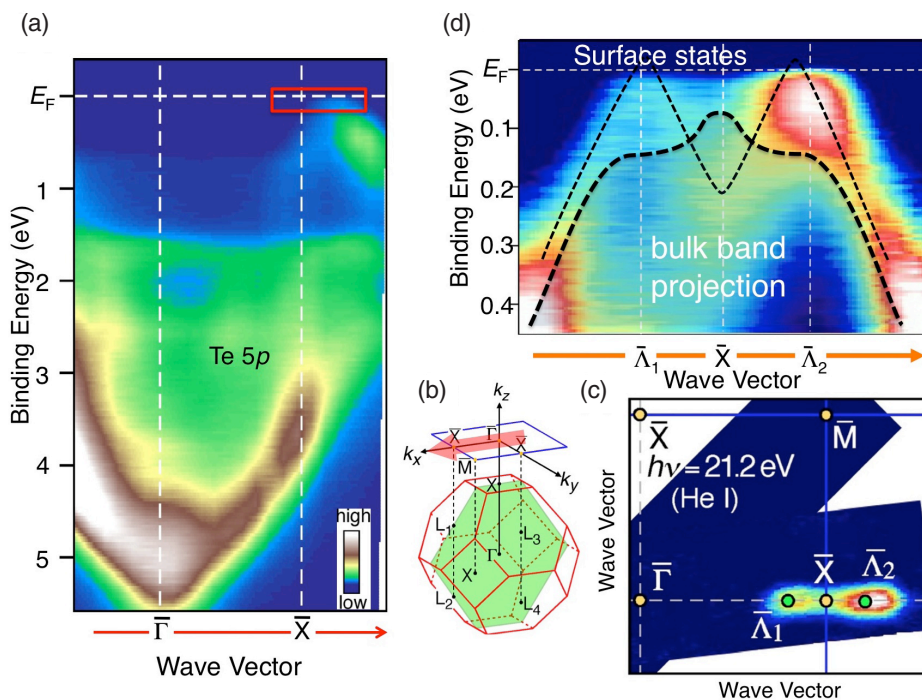 (a)
E_F
1
2
3
4
5
Binding Energy (eV)
Te 5p
high
low
Γ̄
X̄
Wave Vector
(d)
Surface states
E_F
0.1
0.2
0.3
0.4
Binding Energy (eV)
bulk band
projection
Λ̄₁
X̄
Λ̄₂
Wave Vector
(b)
k_z
X̄
Γ̄
X̄
k_x
M̄
k_y
X
L₁
L₃
Γ
X
L₂
L₄
(c)
X̄
M̄
hν = 21.2 eV
(He I)
Γ̄
X̄
Λ̄₂
Λ̄₁
Wave Vector
Wave Vector